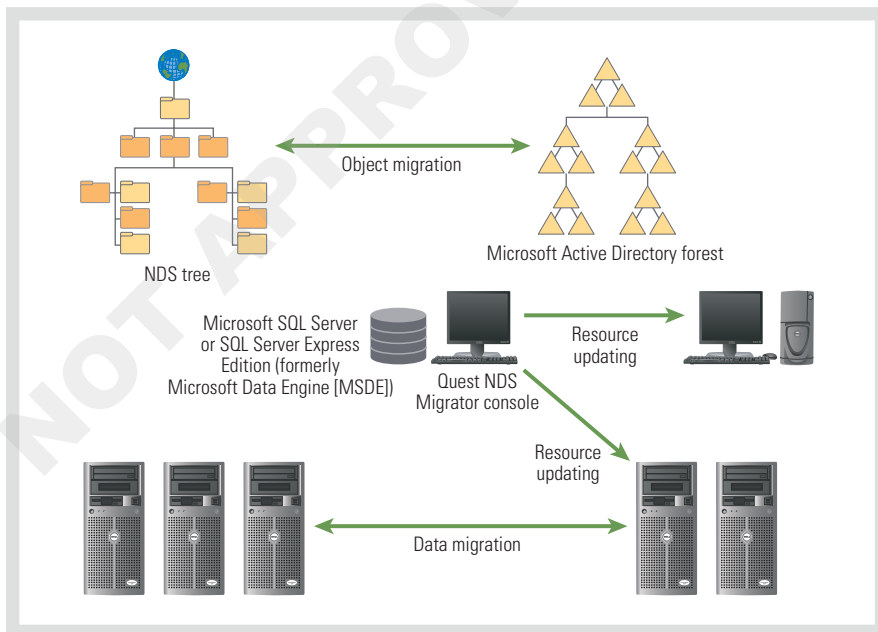 NOT APPROV
Object migration
NDS tree
Microsoft Active Directory forest
Microsoft SQL Server
or SQL Server Express
Edition (formerly
Microsoft Data Engine [MSDE])
Quest NDS
Migrator console
Resource
updating
Resource
updating
Data migration